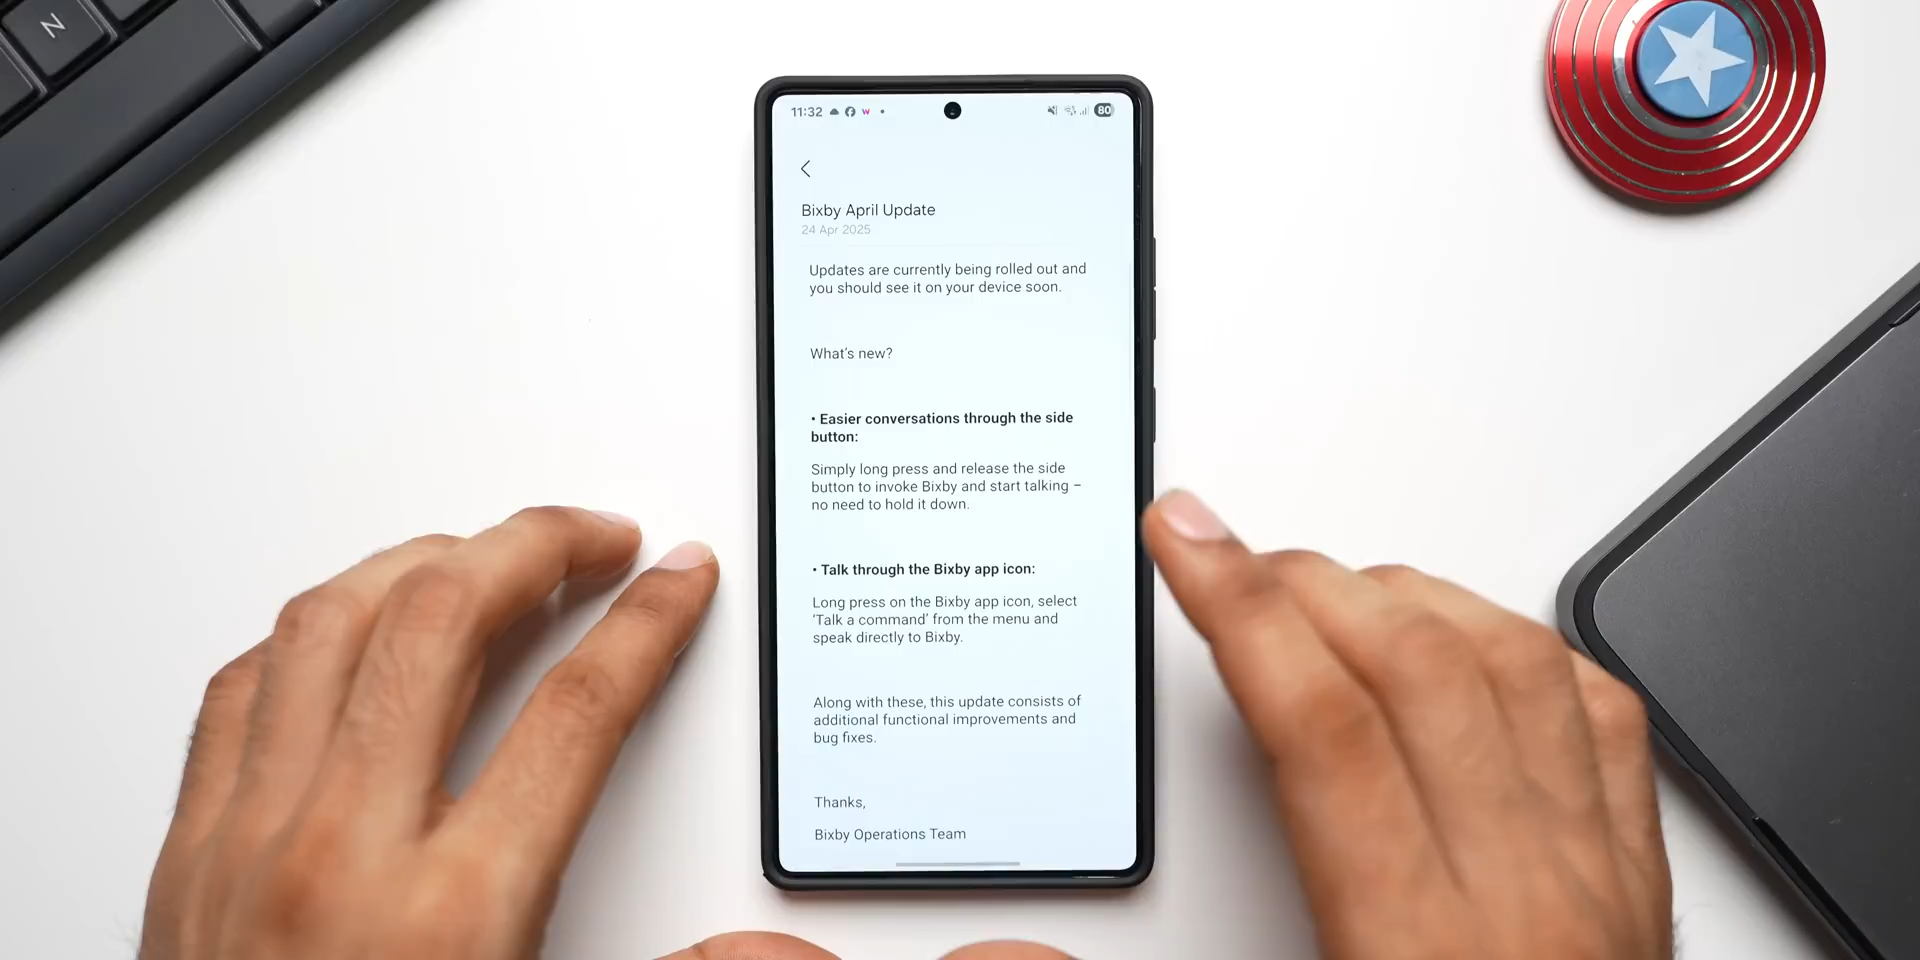 N
11:32
80
Bixby April Update
24 Apr 2025
Updates are currently being rolled out and
you should see it on your device soon.
What's new?
• Easier conversations through the side
button:
Simply long press and release the side
button to invoke Bixby and start talking –
no need to hold it down.
• Talk through the Bixby app icon:
Long press on the Bixby app icon, select
'Talk a command' from the menu and
speak directly to Bixby.
Along with these, this update consists of
additional functional improvements and
bug fixes.
Thanks,
Bixby Operations Team